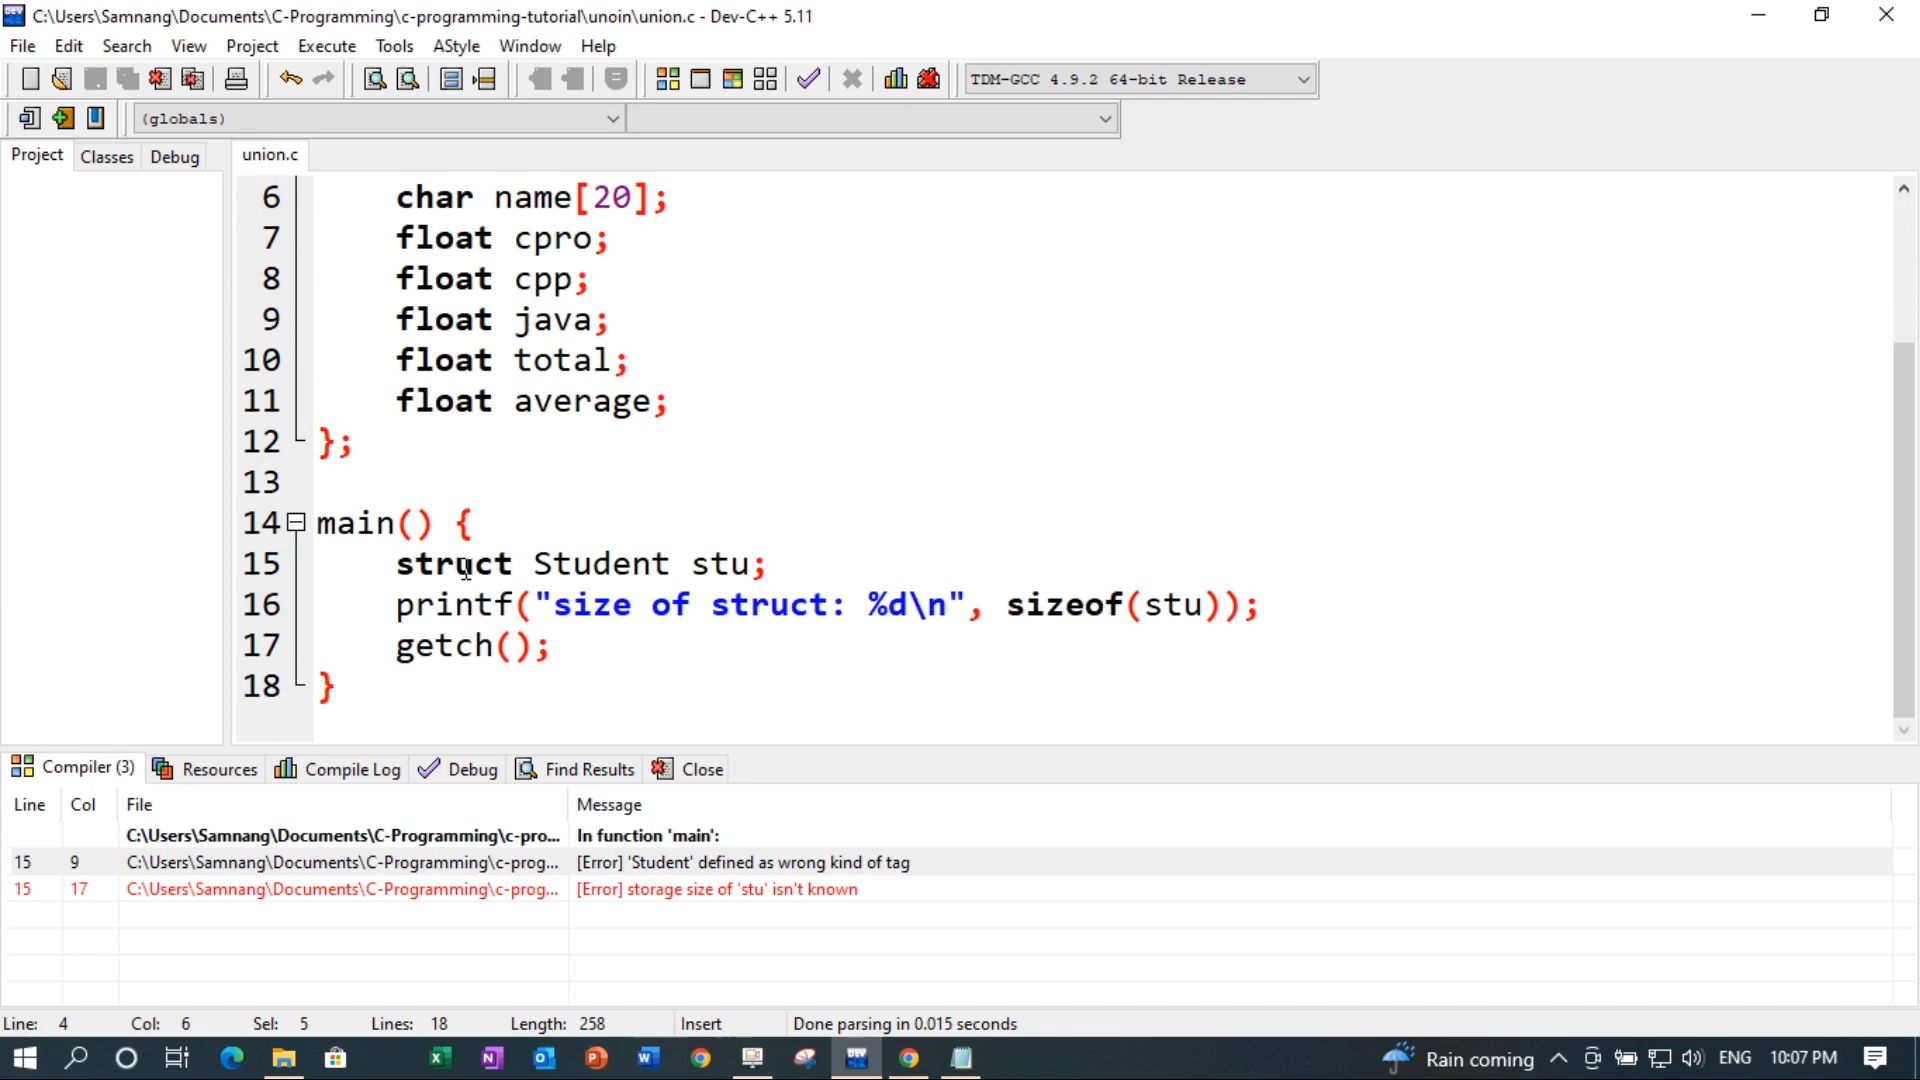 C:\Users\Samnang\Documents\C-Programming\c-programming-tutorial\unoin\union.c - Dev-C++ 5.11
File Edit Search View Project Execute Tools AStyle Window Help
TDM-GCC 4.9.2 64-bit Release
(globals)
Project Classes Debug union.c
6 char name[20];
7 float cpro;
8 float cpp;
9 float java;
10 float total;
11 float average;
12 };
13
14 main() {
15 struct Student stu;
16 printf("size of struct: %d\n", sizeof(stu));
17 getch();
18 }
Compiler (3) Resources Compile Log Debug Find Results Close
Line Col File Message
C:\Users\Samnang\Documents\C-Programming\c-pro... In function 'main':
15 9 C:\Users\Samnang\Documents\C-Programming\c-prog... [Error] 'Student' defined as wrong kind of tag
15 17 C:\Users\Samnang\Documents\C-Programming\c-prog... [Error] storage size of 'stu' isn't known
Line: 4 Col: 6 Sel: 5 Lines: 18 Length: 258 Insert Done parsing in 0.015 seconds
Rain coming ENG 10:07 PM